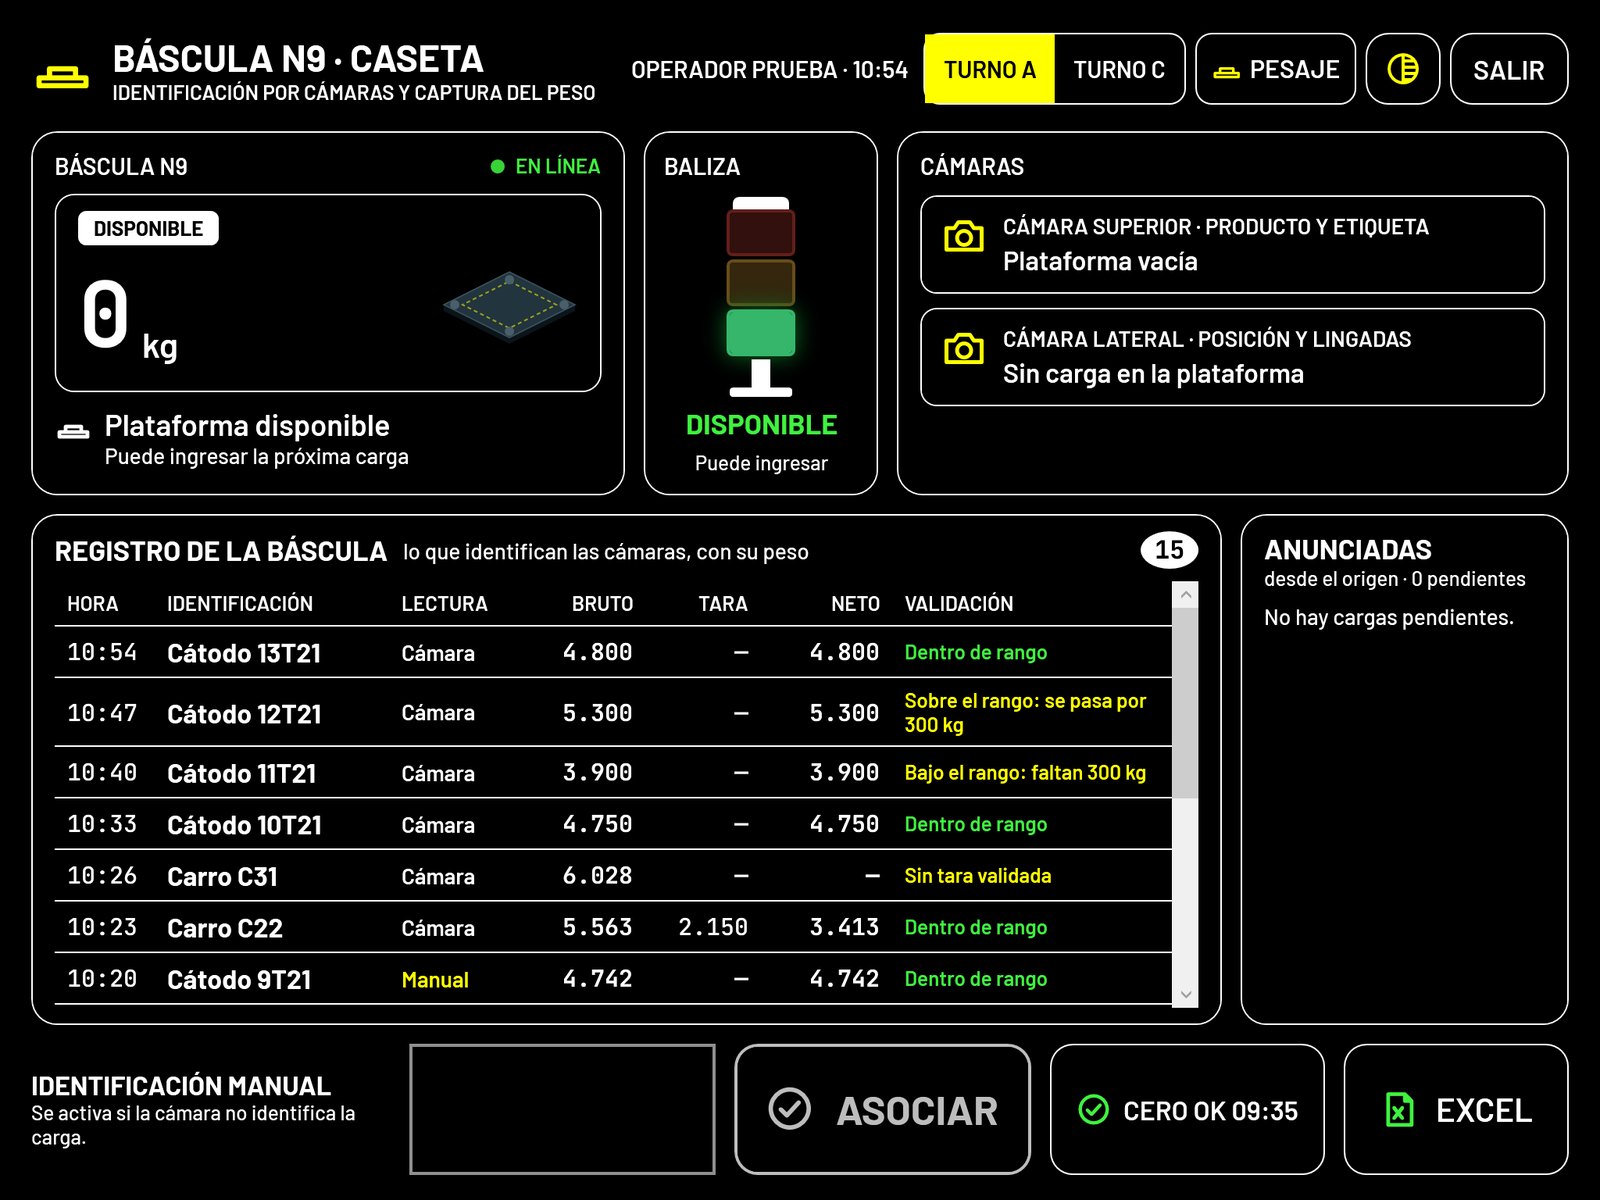 BÁSCULA N9 · CASETA
IDENTIFICACIÓN POR CÁMARAS Y CAPTURA DEL PESO
OPERADOR PRUEBA · 10:54
TURNO A
TURNO C
PESAJE
SALIR
BÁSCULA N9
EN LÍNEA
DISPONIBLE
0 kg
Plataforma disponible
Puede ingresar la próxima carga
BALIZA
DISPONIBLE
Puede ingresar
CÁMARAS
CÁMARA SUPERIOR · PRODUCTO Y ETIQUETA
Plataforma vacía
CÁMARA LATERAL · POSICIÓN Y LINGADAS
Sin carga en la plataforma
REGISTRO DE LA BÁSCULA lo que identifican las cámaras, con su peso 15
HORA IDENTIFICACIÓN LECTURA BRUTO TARA NETO VALIDACIÓN
10:54 Cátodo 13T21 Cámara 4.800 — 4.800 Dentro de rango
10:47 Cátodo 12T21 Cámara 5.300 — 5.300 Sobre el rango: se pasa por
300 kg
10:40 Cátodo 11T21 Cámara 3.900 — 3.900 Bajo el rango: faltan 300 kg
10:33 Cátodo 10T21 Cámara 4.750 — 4.750 Dentro de rango
10:26 Carro C31 Cámara 6.028 — — Sin tara validada
10:23 Carro C22 Cámara 5.563 2.150 3.413 Dentro de rango
10:20 Cátodo 9T21 Manual 4.742 — 4.742 Dentro de rango
ANUNCIADAS
desde el origen · 0 pendientes
No hay cargas pendientes.
IDENTIFICACIÓN MANUAL
Se activa si la cámara no identifica la
carga.
ASOCIAR
CERO OK 09:35
EXCEL